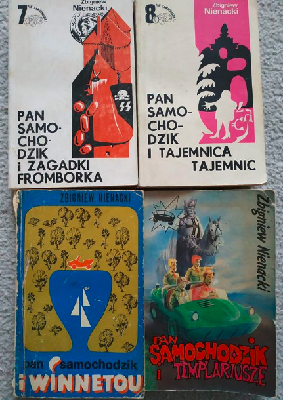 7
Zbigniew
Nienacki
PAN
SAMO-
CHO-
DZIK
I ZAGADKI
FROMBORKA
8
Zbigniew
Nienacki
PAN
SAMO-
CHO-
DZIK
I TAJEMNICA
TAJEMNIC
ZBIGNIEW NIENACKI
pan samochodzik
i WINNETOU
Zbigniew Nienacki
PAN
SAMOCHODZIK
i TEMPLARIUSZE